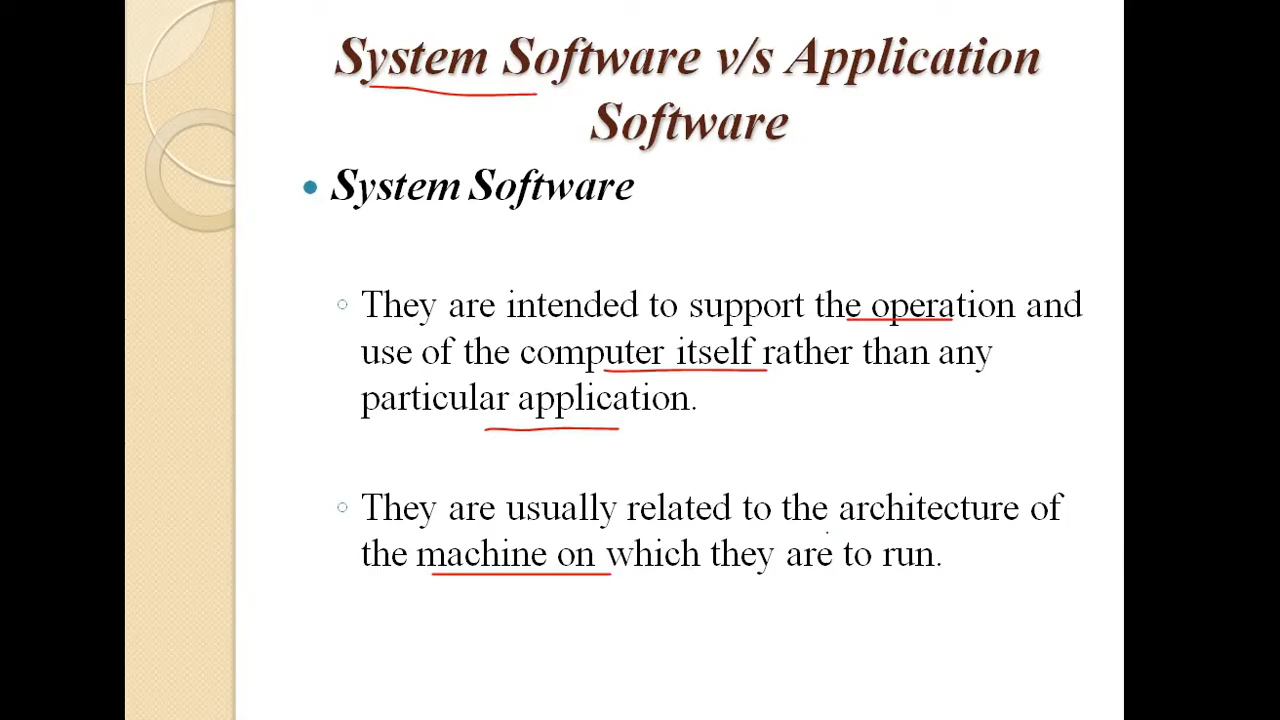 System Software v/s Application
Software
• System Software
◦ They are intended to support the operation and
use of the computer itself rather than any
particular application.
◦ They are usually related to the architecture of
the machine on which they are to run.